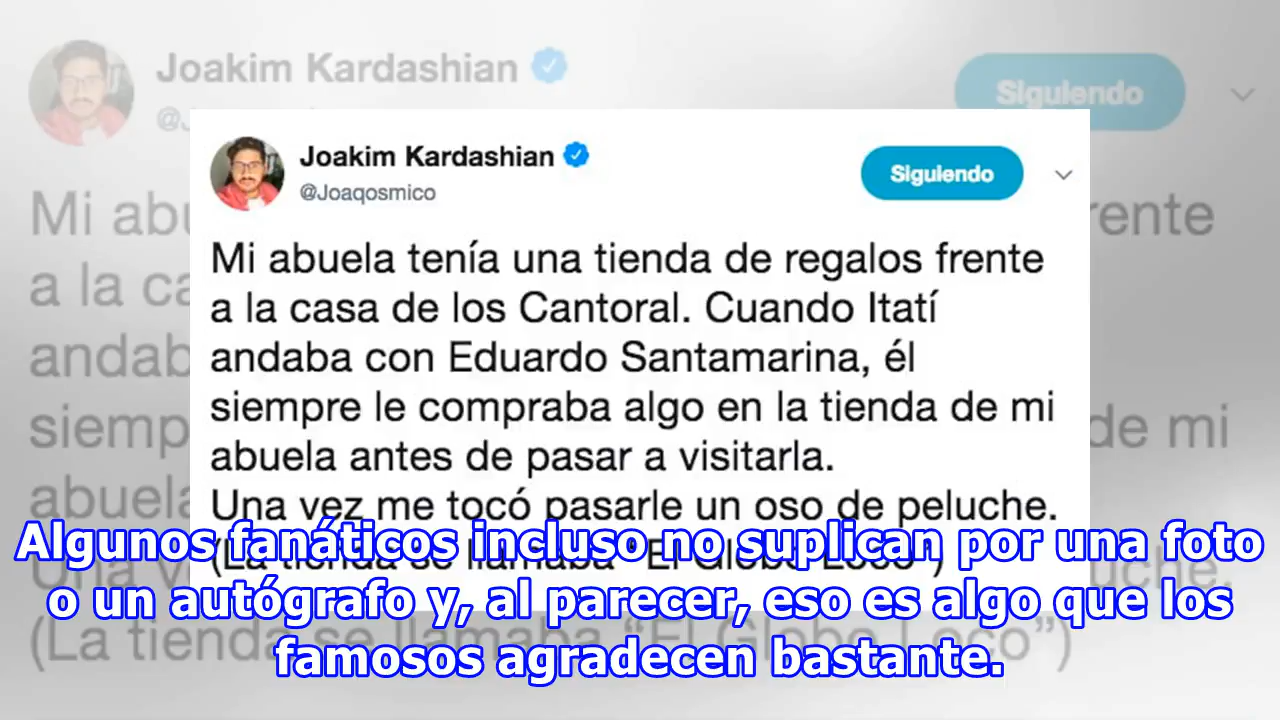 Joakim Kardashian
Siguiendo
Joakim Kardashian
@Joaqosmico
Siguiendo
Mi abuela tenía una tienda de regalos frente
a la casa de los Cantoral. Cuando Itatí
andaba con Eduardo Santamarina, él
siempre le compraba algo en la tienda de mi
abuela antes de pasar a visitarla.
Una vez me tocó pasarle un oso de peluche.
(La tienda se llamaba “El Globo Loco”)
Algunos fanáticos incluso no suplican por una foto
o un autógrafo y, al parecer, eso es algo que los
famosos agradecen bastante.